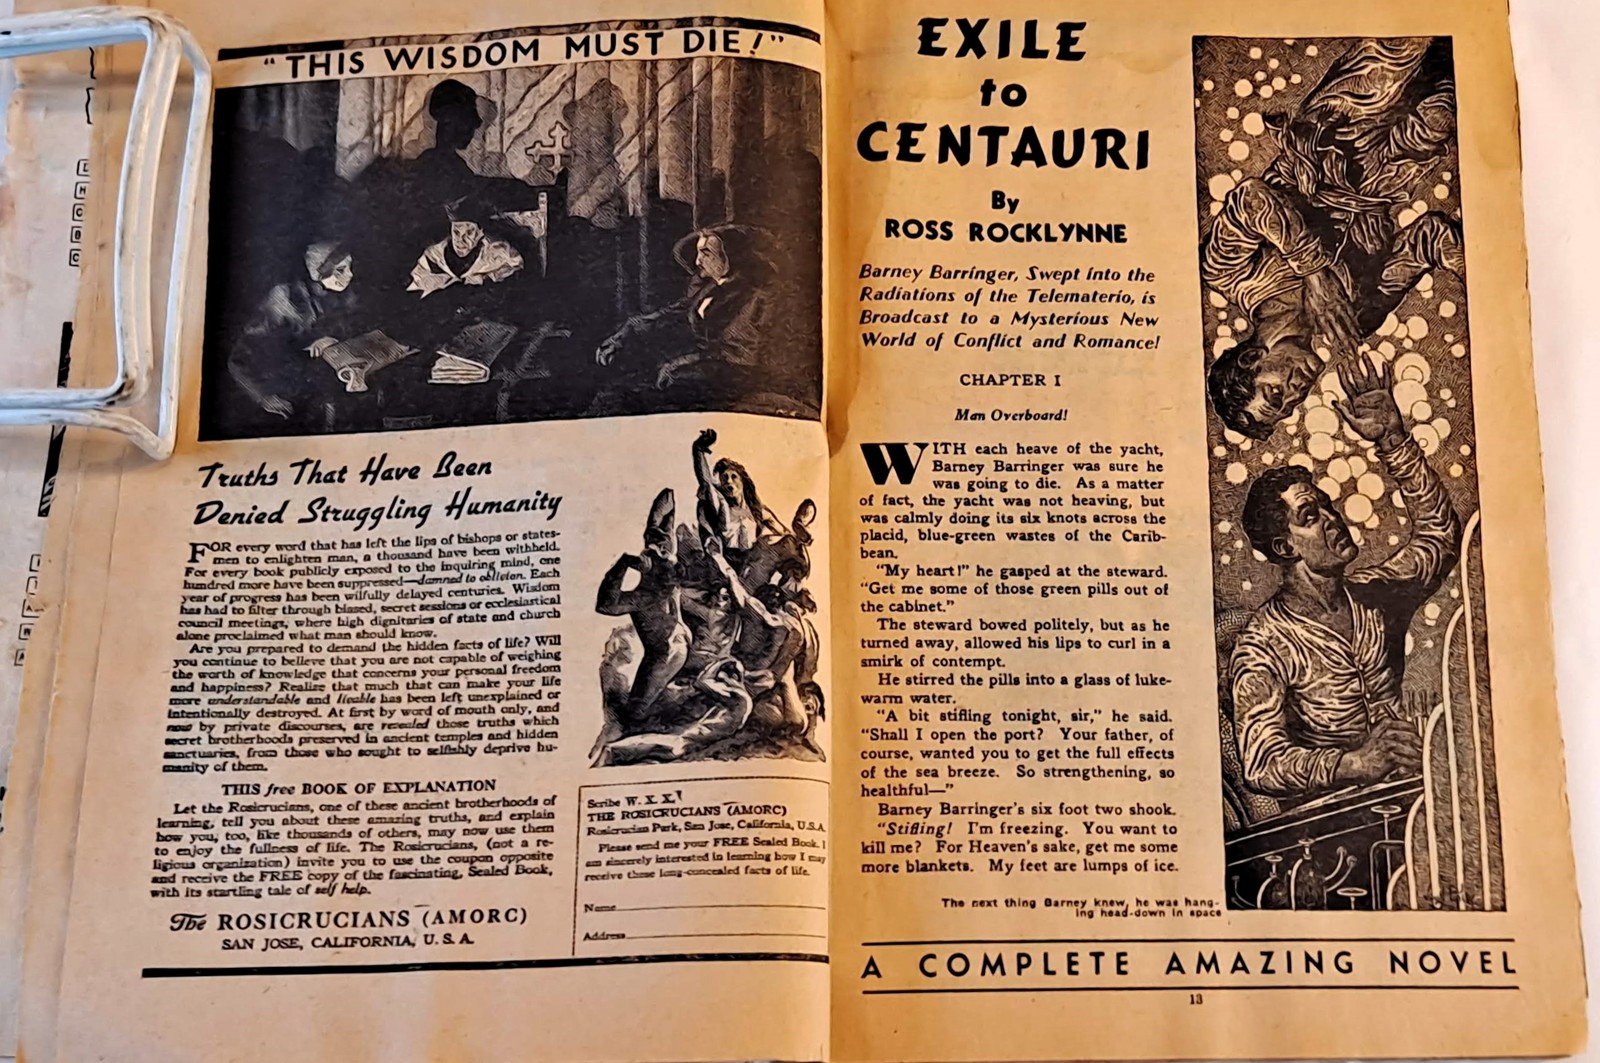 "THIS WISDOM MUST DIE!"
Truths That Have Been
Denied Struggling Humanity
FOR every word that has left the lips of bishops or states-
men to enlighten man, a thousand have been withheld.
For every book publicly exposed to the inquiring mind, one
hundred more have been suppressed—damned to oblivion. Each
year of progress has been wilfully delayed centuries. Wisdom
has had to filter through biased, secret sessions or ecclesiastical
council meetings, where high dignitaries of state and church
alone proclaimed what man should know.
Are you prepared to demand the hidden facts of life? Will
you continue to believe that you are not capable of weighing
the worth of knowledge that concerns your personal freedom
and happiness? Realize that much that can make your life
more understandable and livable has been left unexplained or
intentionally destroyed. At first by word of mouth only, and
now by private discourses, are revealed those truths which
secret brotherhoods preserved in ancient temples and hidden
sanctuaries, from those who sought to selfishly deprive hu-
manity of them.
THIS free BOOK OF EXPLANATION
Let the Rosicrucians, one of these ancient brotherhoods of
learning, tell you about these amazing truths, and explain
how you, too, like thousands of others, may now use them
to enjoy the fullness of life. The Rosicrucians, (not a re-
ligious organization) invite you to use the coupon opposite
and receive the FREE copy of the fascinating, Sealed Book,
with its startling tale of self help.
The ROSICRUCIANS (AMORC)
SAN JOSE, CALIFORNIA, U. S. A.
Scribe W. X. X.
THE ROSICRUCIANS (AMORC)
Rosicrucian Park, San Jose, California, U.S.A.
Please send me your FREE Sealed Book. I
am sincerely interested in learning how I may
receive these long-concealed facts of life.
Name
Address
EXILE
to
CENTAURI
By
ROSS ROCKLYNNE
Barney Barringer, Swept into the
Radiations of the Telematerio, is
Broadcast to a Mysterious New
World of Conflict and Romance!
CHAPTER I
Man Overboard!
WITH each heave of the yacht,
Barney Barringer was sure he
was going to die. As a matter
of fact, the yacht was not heaving, but
was calmly doing its six knots across the
placid, blue-green wastes of the Carib-
bean.
"My heart!" he gasped at the steward.
"Get me some of those green pills out of
the cabinet."
The steward bowed politely, but as he
turned away, allowed his lips to curl in a
smirk of contempt.
He stirred the pills into a glass of luke-
warm water.
"A bit stifling tonight, sir," he said.
"Shall I open the port? Your father, of
course, wanted you to get the full effects
of the sea breeze. So strengthening, so
healthful—"
Barney Barringer's six foot two shook.
"Stifling! I'm freezing. You want to
kill me? For Heaven's sake, get me some
more blankets. My feet are lumps of ice.
The next thing Barney knew, he was hang-
ing head-down in space
A COMPLETE AMAZING NOVEL
13